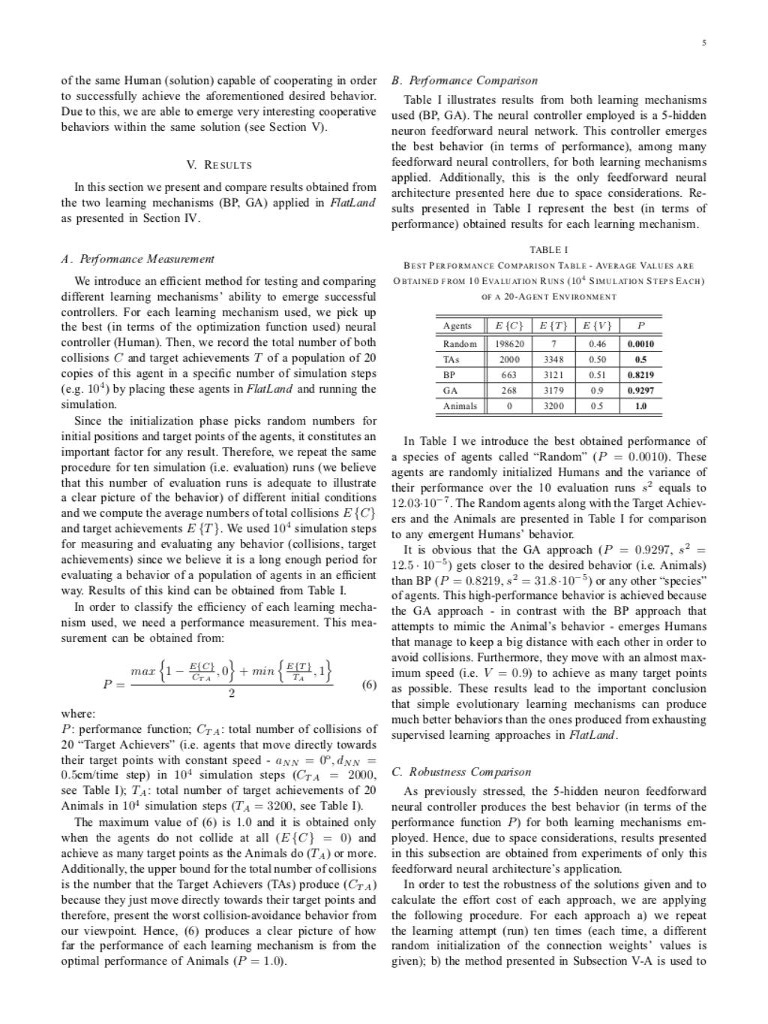 5
of the same Human (solution) capable of cooperating in order
to successfully achieve the aforementioned desired behavior.
Due to this, we are able to emerge very interesting cooperative
behaviors within the same solution (see Section V).
V. RESULTS
In this section we present and compare results obtained from
the two learning mechanisms (BP, GA) applied in FlatLand
as presented in Section IV.
A. Performance Measurement
We introduce an efficient method for testing and comparing
different learning mechanisms' ability to emerge successful
controllers. For each learning mechanism used, we pick up
the best (in terms of the optimization function used) neural
controller (Human). Then, we record the total number of both
collisions C and target achievements T of a population of 20
copies of this agent in a specific number of simulation steps
(e.g. 10⁴) by placing these agents in FlatLand and running the
simulation.
Since the initialization phase picks random numbers for
initial positions and target points of the agents, it constitutes an
important factor for any result. Therefore, we repeat the same
procedure for ten simulation (i.e. evaluation) runs (we believe
that this number of evaluation runs is adequate to illustrate
a clear picture of the behavior) of different initial conditions
and we compute the average numbers of total collisions E{C}
and target achievements E{T}. We used 10⁴ simulation steps
for measuring and evaluating any behavior (collisions, target
achievements) since we believe it is a long enough period for
evaluating a behavior of a population of agents in an efficient
way. Results of this kind can be obtained from Table I.
In order to classify the efficiency of each learning mecha-
nism used, we need a performance measurement. This mea-
surement can be obtained from:
P = (max{1 − E{C}/C_TA, 0} + min{E{T}/T_A, 1}) / 2 (6)
where:
P: performance function; C_TA: total number of collisions of
20 "Target Achievers" (i.e. agents that move directly towards
their target points with constant speed - a_NN = 0°, d_NN =
0.5cm/time step) in 10⁴ simulation steps (C_TA = 2000,
see Table I); T_A: total number of target achievements of 20
Animals in 10⁴ simulation steps (T_A = 3200, see Table I).
The maximum value of (6) is 1.0 and it is obtained only
when the agents do not collide at all (E{C} = 0) and
achieve as many target points as the Animals do (T_A) or more.
Additionally, the upper bound for the total number of collisions
is the number that the Target Achievers (TAs) produce (C_TA)
because they just move directly towards their target points and
therefore, present the worst collision-avoidance behavior from
our viewpoint. Hence, (6) produces a clear picture of how
far the performance of each learning mechanism is from the
optimal performance of Animals (P = 1.0).
B. Performance Comparison
Table I illustrates results from both learning mechanisms
used (BP, GA). The neural controller employed is a 5-hidden
neuron feedforward neural network. This controller emerges
the best behavior (in terms of performance), among many
feedforward neural controllers, for both learning mechanisms
applied. Additionally, this is the only feedforward neural
architecture presented here due to space considerations. Re-
sults presented in Table I represent the best (in terms of
performance) obtained results for each learning mechanism.
TABLE I
BEST PERFORMANCE COMPARISON TABLE - AVERAGE VALUES ARE
OBTAINED FROM 10 EVALUATION RUNS (10⁴ SIMULATION STEPS EACH)
OF A 20-AGENT ENVIRONMENT
Agents E{C} E{T} E{V} P
Random 198620 7 0.46 0.0010
TAs 2000 3348 0.50 0.5
BP 663 3121 0.51 0.8219
GA 268 3179 0.9 0.9297
Animals 0 3200 0.5 1.0
In Table I we introduce the best obtained performance of
a species of agents called "Random" (P = 0.0010). These
agents are randomly initialized Humans and the variance of
their performance over the 10 evaluation runs s² equals to
12.03·10⁻⁷. The Random agents along with the Target Achiev-
ers and the Animals are presented in Table I for comparison
to any emergent Humans' behavior.
It is obvious that the GA approach (P = 0.9297, s² =
12.5 · 10⁻⁵) gets closer to the desired behavior (i.e. Animals)
than BP (P = 0.8219, s² = 31.8·10⁻⁵) or any other "species"
of agents. This high-performance behavior is achieved because
the GA approach - in contrast with the BP approach that
attempts to mimic the Animal's behavior - emerges Humans
that manage to keep a big distance with each other in order to
avoid collisions. Furthermore, they move with an almost max-
imum speed (i.e. V = 0.9) to achieve as many target points
as possible. These results lead to the important conclusion
that simple evolutionary learning mechanisms can produce
much better behaviors than the ones produced from exhausting
supervised learning approaches in FlatLand.
C. Robustness Comparison
As previously stressed, the 5-hidden neuron feedforward
neural controller produces the best behavior (in terms of the
performance function P) for both learning mechanisms em-
ployed. Hence, due to space considerations, results presented
in this subsection are obtained from experiments of only this
feedforward neural architecture's application.
In order to test the robustness of the solutions given and to
calculate the effort cost of each approach, we are applying
the following procedure. For each approach a) we repeat
the learning attempt (run) ten times (each time, a different
random initialization of the connection weights' values is
given); b) the method presented in Subsection V-A is used to